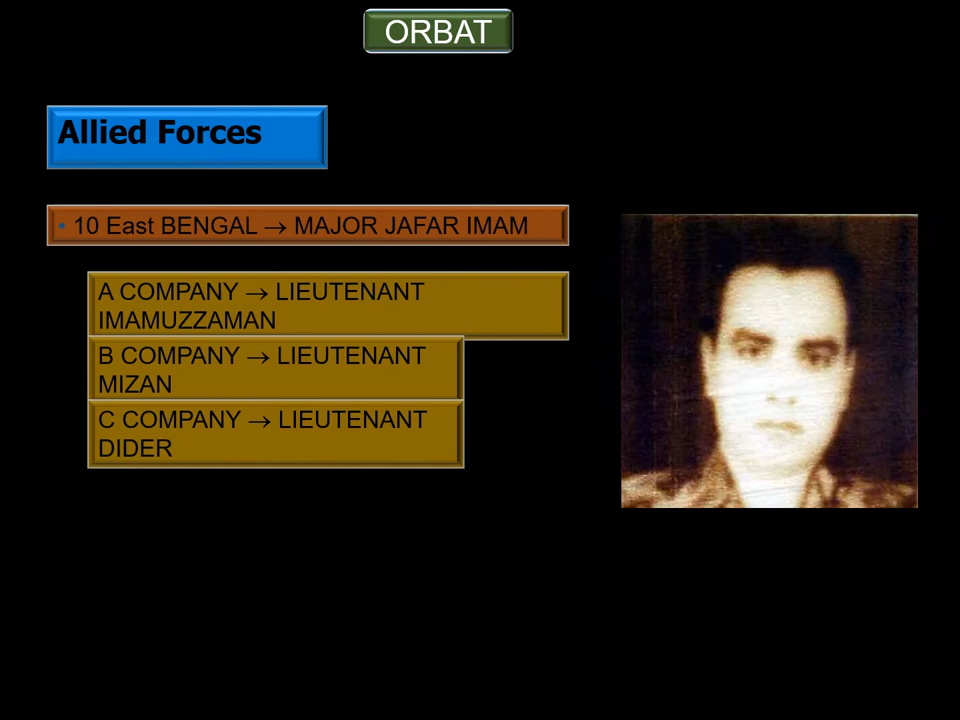 ORBAT
Allied Forces
• 10 East BENGAL → MAJOR JAFAR IMAM
A COMPANY → LIEUTENANT
IMAMUZZAMAN
B COMPANY → LIEUTENANT
MIZAN
C COMPANY → LIEUTENANT
DIDER